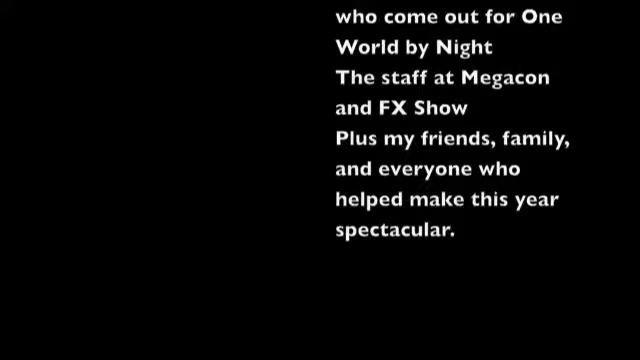 who come out for One
World by Night
The staff at Megacon
and FX Show
Plus my friends, family,
and everyone who
helped make this year
spectacular.